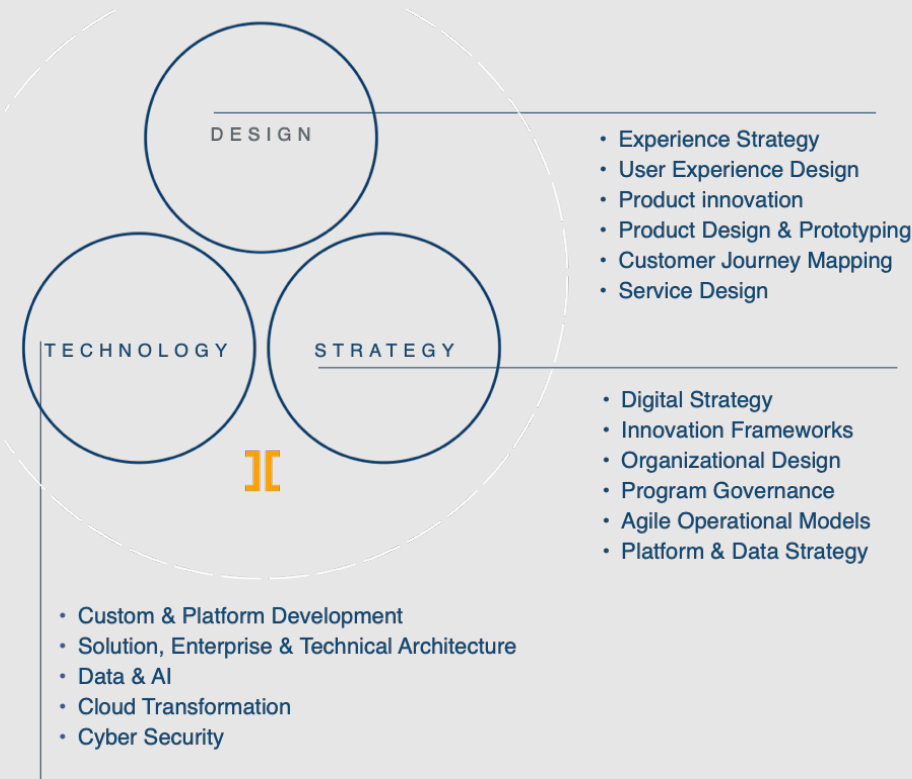 DESIGN
• Experience Strategy
• User Experience Design
• Product innovation
• Product Design & Prototyping
• Customer Journey Mapping
• Service Design
TECHNOLOGY
STRATEGY
• Digital Strategy
• Innovation Frameworks
• Organizational Design
• Program Governance
• Agile Operational Models
• Platform & Data Strategy
• Custom & Platform Development
• Solution, Enterprise & Technical Architecture
• Data & AI
• Cloud Transformation
• Cyber Security